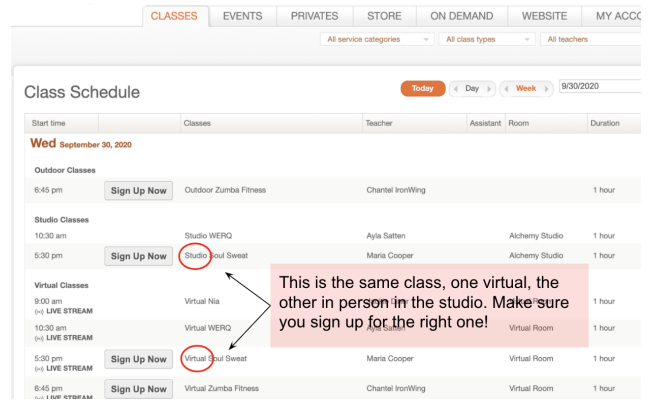 CLASSES EVENTS PRIVATES STORE ON DEMAND WEBSITE MY ACCO
All service categories All class types All teachers
Class Schedule Today Day Week 9/30/2020
Start time Classes Teacher Assistant Room Duration
Wed September 30, 2020
Outdoor Classes
6:45 pm Sign Up Now Outdoor Zumba Fitness Chantel IronWing 1 hour
Studio Classes
10:30 am Studio WERQ Ayla Satten Alchemy Studio 1 hour
5:30 pm Sign Up Now Studio Soul Sweat Maria Cooper Alchemy Studio 1 hour
This is the same class, one virtual, the
other in person in the studio. Make sure
you sign up for the right one!
Virtual Classes
9:00 am Virtual Nia 1 hour
LIVE STREAM
10:30 am Virtual WERQ Ayla Satten Virtual Room 1 hour
LIVE STREAM
5:30 pm Sign Up Now Virtual Soul Sweat Maria Cooper Virtual Room 1 hour
LIVE STREAM
6:45 pm Sign Up Now Virtual Zumba Fitness Chantel IronWing Virtual Room 1 hour
LIVE STREAM